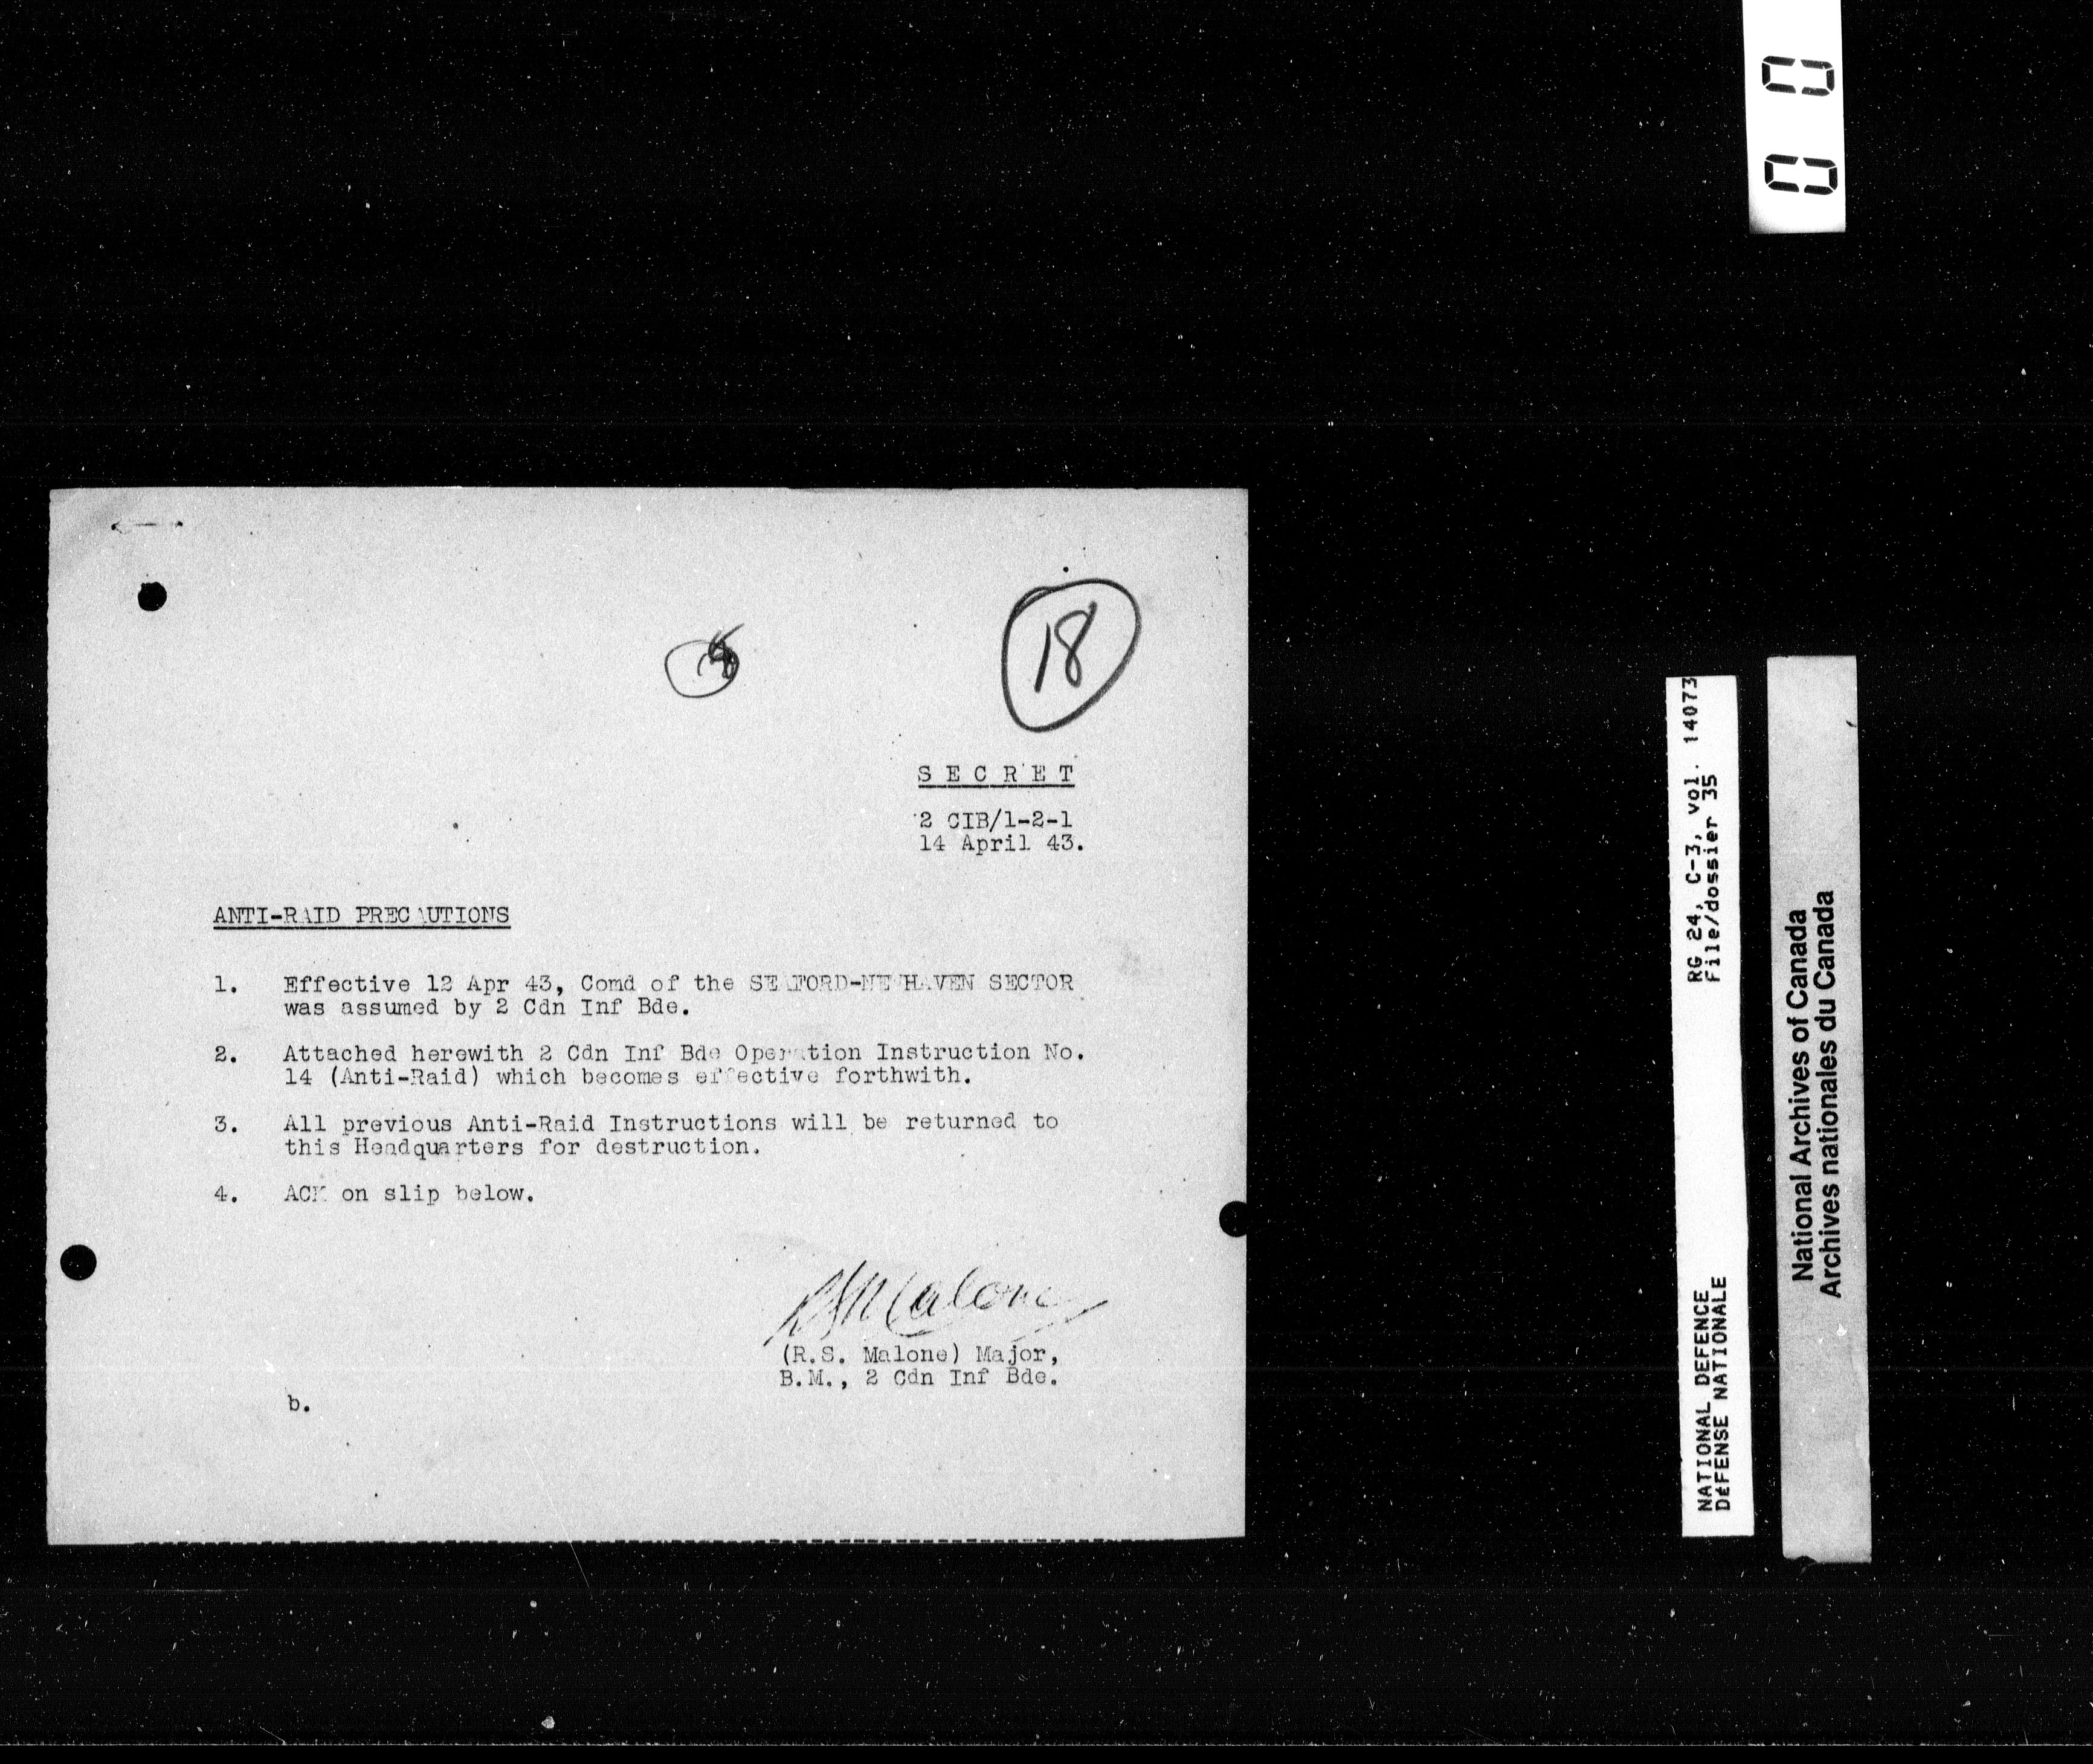 18
S E C R E T
2 CIB/1-2-1
14 April 43.
ANTI-RAID PRECAUTIONS
1. Effective 12 Apr 43, Comd of the SEAFORD-NEWHAVEN SECTOR
was assumed by 2 Cdn Inf Bde.
2. Attached herewith 2 Cdn Inf Bde Operation Instruction No.
14 (Anti-Raid) which becomes effective forthwith.
3. All previous Anti-Raid Instructions will be returned to
this Headquarters for destruction.
4. ACK on slip below.
RSMalone
(R.S. Malone) Major,
B.M., 2 Cdn Inf Bde.
b.
00
RG 24, C-3, vol. 14073
File/dossier 35
NATIONAL DEFENCE
DÉFENSE NATIONALE
National Archives of Canada
Archives nationales du Canada